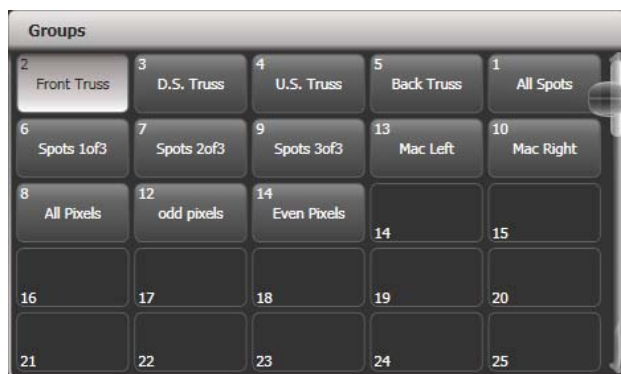 Groups
2
Front Truss
3
D.S. Truss
4
U.S. Truss
5
Back Truss
1
All Spots
6
Spots 1of3
7
Spots 2of3
9
Spots 3of3
13
Mac Left
10
Mac Right
8
All Pixels
12
odd pixels
14
Even Pixels
14
15
16
17
18
19
20
21
22
23
24
25